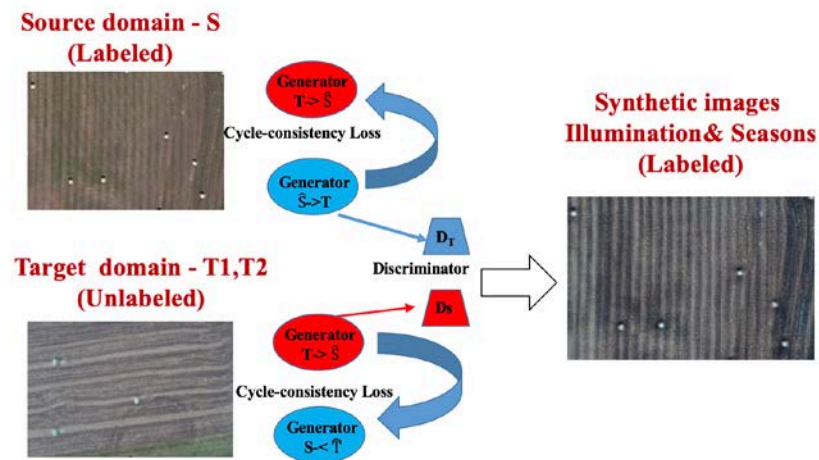 Source domain - S
(Labeled)
Generator
T-> Ŝ
Cycle-consistency Loss
Generator
Ŝ->T
D_T
Discriminator
Target domain - T1,T2
(Unlabeled)
Ds
Generator
T-> Ŝ
Cycle-consistency Loss
Generator
S-< T̂
Synthetic images
Illumination& Seasons
(Labeled)